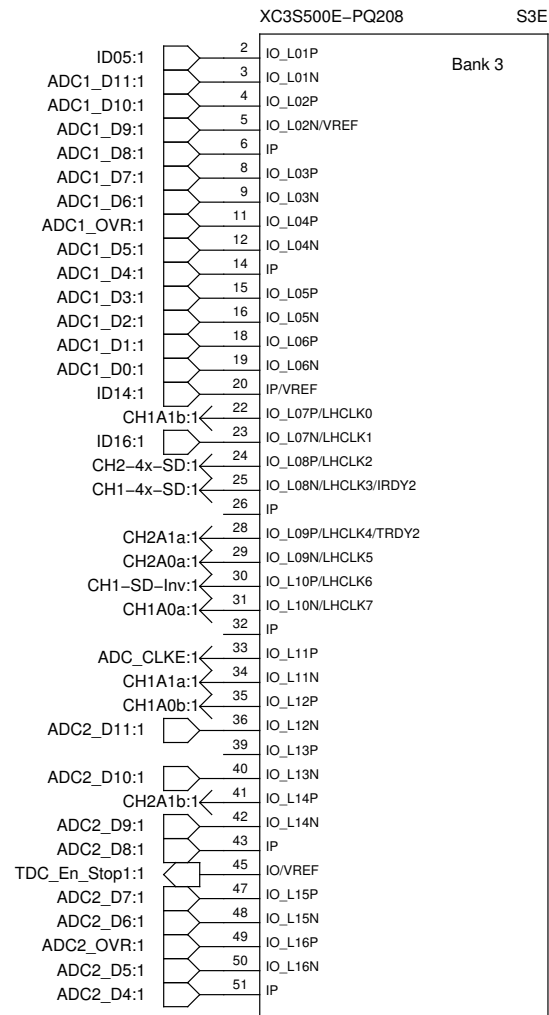 XC3S500E−PQ208 S3E
Bank 3
ID05:1 2 IO_L01P
ADC1_D11:1 3 IO_L01N
ADC1_D10:1 4 IO_L02P
ADC1_D9:1 5 IO_L02N/VREF
ADC1_D8:1 6 IP
ADC1_D7:1 8 IO_L03P
ADC1_D6:1 9 IO_L03N
ADC1_OVR:1 11 IO_L04P
ADC1_D5:1 12 IO_L04N
ADC1_D4:1 14 IP
ADC1_D3:1 15 IO_L05P
ADC1_D2:1 16 IO_L05N
ADC1_D1:1 18 IO_L06P
ADC1_D0:1 19 IO_L06N
ID14:1 20 IP/VREF
CH1A1b:1 22 IO_L07P/LHCLK0
ID16:1 23 IO_L07N/LHCLK1
CH2−4x−SD:1 24 IO_L08P/LHCLK2
CH1−4x−SD:1 25 IO_L08N/LHCLK3/IRDY2
26 IP
CH2A1a:1 28 IO_L09P/LHCLK4/TRDY2
CH2A0a:1 29 IO_L09N/LHCLK5
CH1−SD−Inv:1 30 IO_L10P/LHCLK6
CH1A0a:1 31 IO_L10N/LHCLK7
32 IP
ADC_CLKE:1 33 IO_L11P
CH1A1a:1 34 IO_L11N
CH1A0b:1 35 IO_L12P
ADC2_D11:1 36 IO_L12N
39 IO_L13P
ADC2_D10:1 40 IO_L13N
CH2A1b:1 41 IO_L14P
ADC2_D9:1 42 IO_L14N
ADC2_D8:1 43 IP
TDC_En_Stop1:1 45 IO/VREF
ADC2_D7:1 47 IO_L15P
ADC2_D6:1 48 IO_L15N
ADC2_OVR:1 49 IO_L16P
ADC2_D5:1 50 IO_L16N
ADC2_D4:1 51 IP